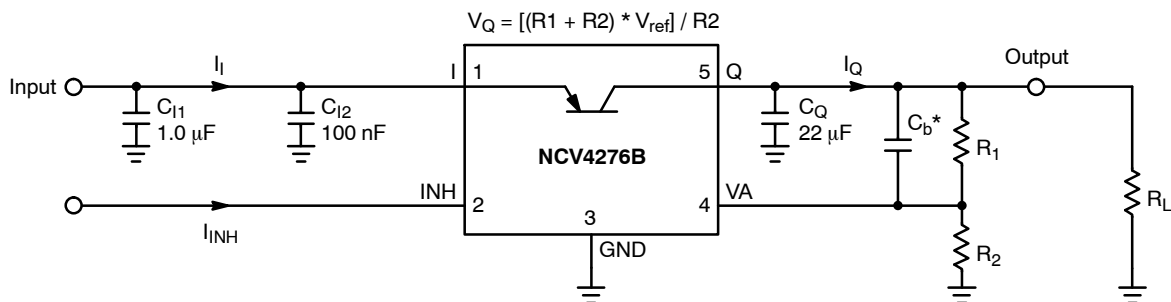 V_Q = [(R1 + R2) * V_ref] / R2
Input
I_I
I
1
5
Q
I_Q
Output
C_I1
1.0 μF
C_I2
100 nF
C_Q
22 μF
C_b*
R_1
NCV4276B
INH
2
4
VA
R_L
I_INH
3
GND
R_2